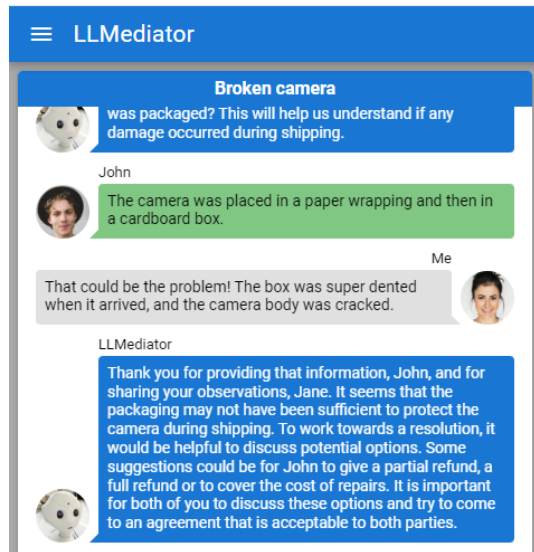 LLMediator
Broken camera
was packaged? This will help us understand if any
damage occurred during shipping.
John
The camera was placed in a paper wrapping and then in
a cardboard box.
Me
That could be the problem! The box was super dented
when it arrived, and the camera body was cracked.
LLMediator
Thank you for providing that information, John, and for
sharing your observations, Jane. It seems that the
packaging may not have been sufficient to protect the
camera during shipping. To work towards a resolution, it
would be helpful to discuss potential options. Some
suggestions could be for John to give a partial refund, a
full refund or to cover the cost of repairs. It is important
for both of you to discuss these options and try to come
to an agreement that is acceptable to both parties.